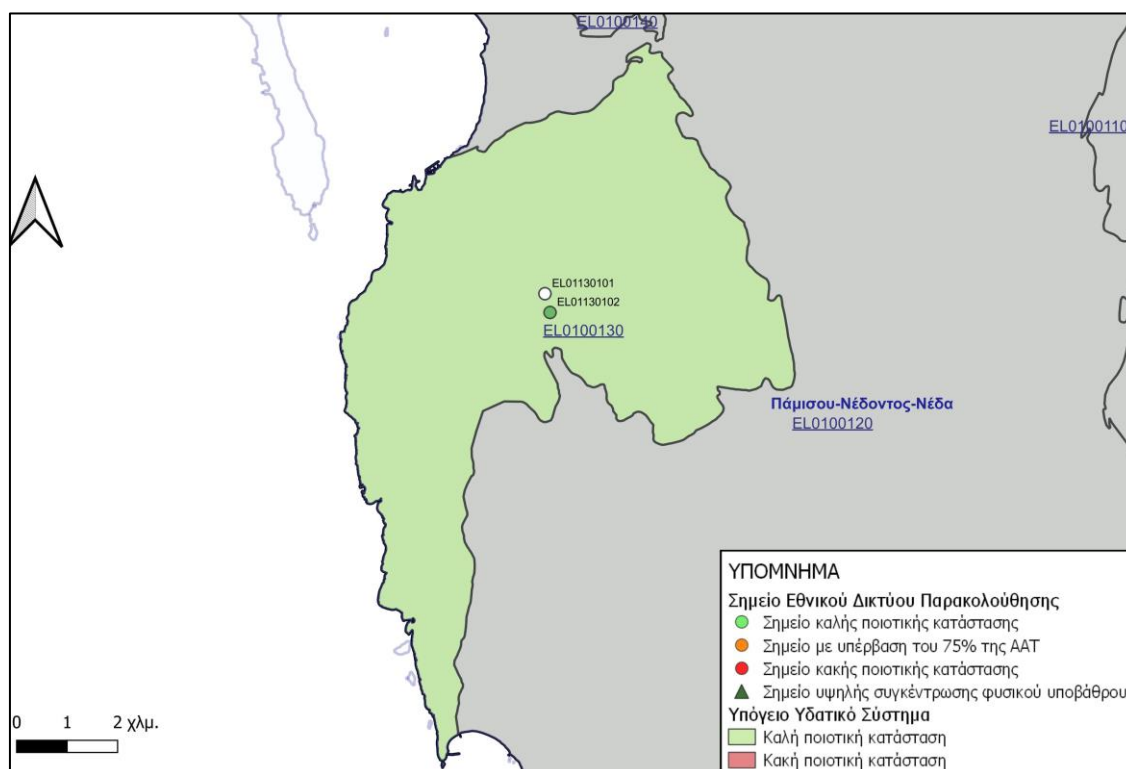 EL0100140
EL0100110
EL01130101
EL01130102
EL0100130
Πάμισου-Νέδοντος-Νέδα
EL0100120
ΥΠΟΜΝΗΜΑ
Σημείο Εθνικού Δικτύου Παρακολούθησης
Σημείο καλής ποιοτικής κατάστασης
Σημείο με υπέρβαση του 75% της ΑΑΤ
Σημείο κακής ποιοτικής κατάστασης
Σημείο υψηλής συγκέντρωσης φυσικού υποβάθρου
Υπόγειο Υδατικό Σύστημα
Καλή ποιοτική κατάσταση
Κακή ποιοτική κατάσταση
0 1 2 χλμ.